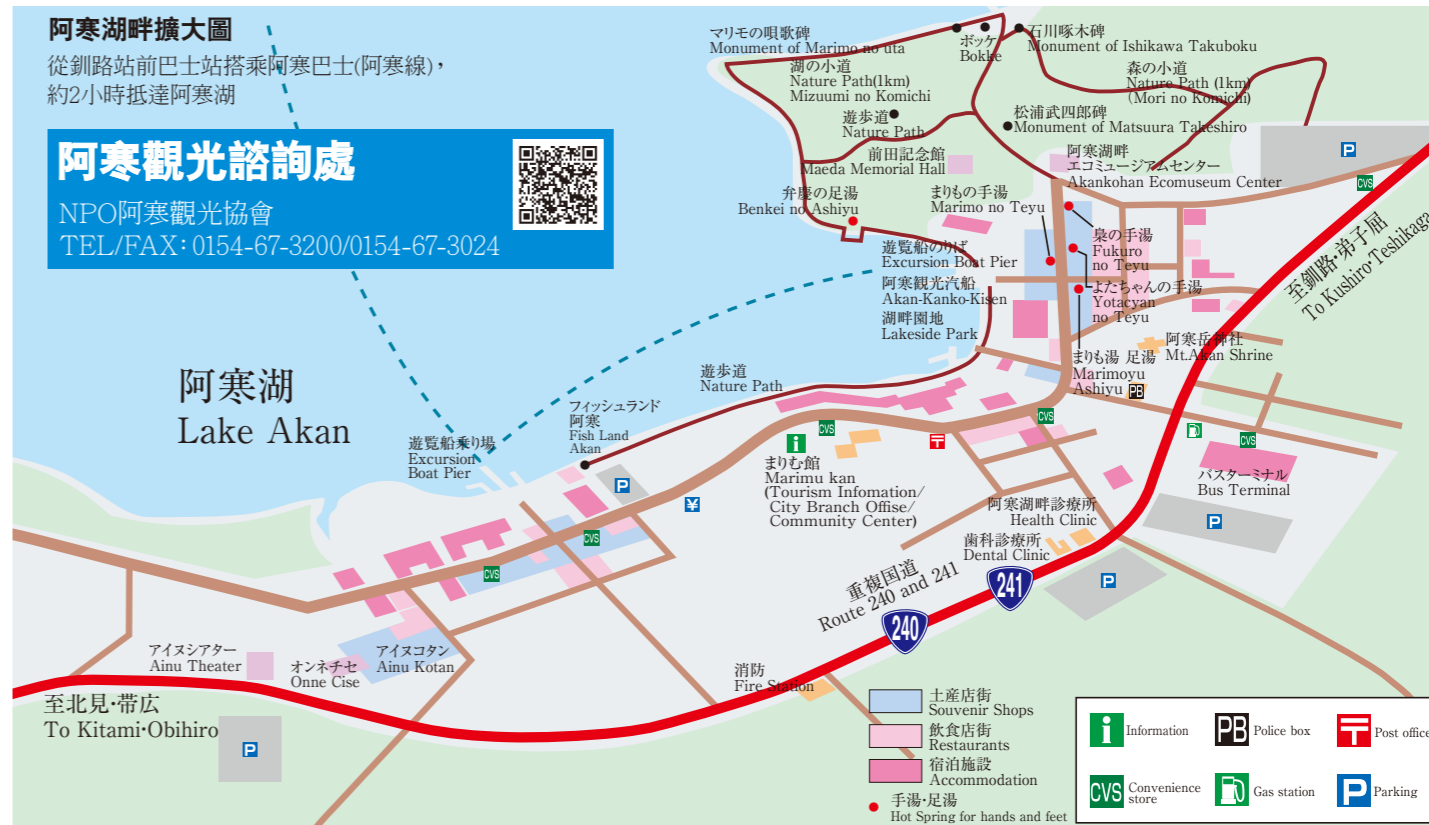 阿寒湖畔擴大圖
從釧路站前巴士站搭乘阿寒巴士(阿寒線)，
約2小時抵達阿寒湖
阿寒觀光諮詢處
NPO阿寒觀光協會
TEL/FAX：0154-67-3200/0154-67-3024
マリモの唄歌碑
Monument of Marimo no uta
ボッケ
Bokke
石川啄木碑
Monument of Ishikawa Takuboku
湖の小道
Nature Path(1km)
Mizuumi no Komichi
森の小道
Nature Path (1km)
(Mori no Komichi)
遊歩道
Nature Path
松浦武四郎碑
Monument of Matsuura Takeshiro
前田記念館
Maeda Memorial Hall
阿寒湖畔
エコミュージアムセンター
Akankohan Ecomuseum Center
P
CVS
弁慶の足湯
Benkei no Ashiyu
まりもの手湯
Marimo no Teyu
梟の手湯
Fukuro
no Teyu
遊覧船のりば
Excursion Boat Pier
阿寒観光汽船
Akan-Kanko-Kisen
湖畔園地
Lakeside Park
よたちゃんの手湯
Yotacyan
no Teyu
至釧路·弟子屈
To Kushiro·Teshikaga
阿寒岳神社
Mt.Akan Shrine
まりも湯 足湯
Marimoyu
Ashiyu
PB
阿寒湖
Lake Akan
遊歩道
Nature Path
フィッシュランド
阿寒
Fish Land
Akan
遊覧船乗り場
Excursion
Boat Pier
P
¥
i
CVS
〒
CVS
CVS
まりむ館
Marimu kan
(Tourism Infomation/
City Branch Offise/
Community Center)
バスターミナル
Bus Terminal
P
阿寒湖畔診療所
Health Clinic
歯科診療所
Dental Clinic
P
CVS
CVS
重複国道
Route 240 and 241
241
240
アイヌシアター
Ainu Theater
オンネチセ
Onne Cise
アイヌコタン
Ainu Kotan
消防
Fire Station
至北見·帯広
To Kitami·Obihiro
P
土産店街
Souvenir Shops
飲食店街
Restaurants
宿泊施設
Accommodation
手湯·足湯
Hot Spring for hands and feet
i Information
PB Police box
〒 Post office
CVS Convenience
store
Gas station
P Parking